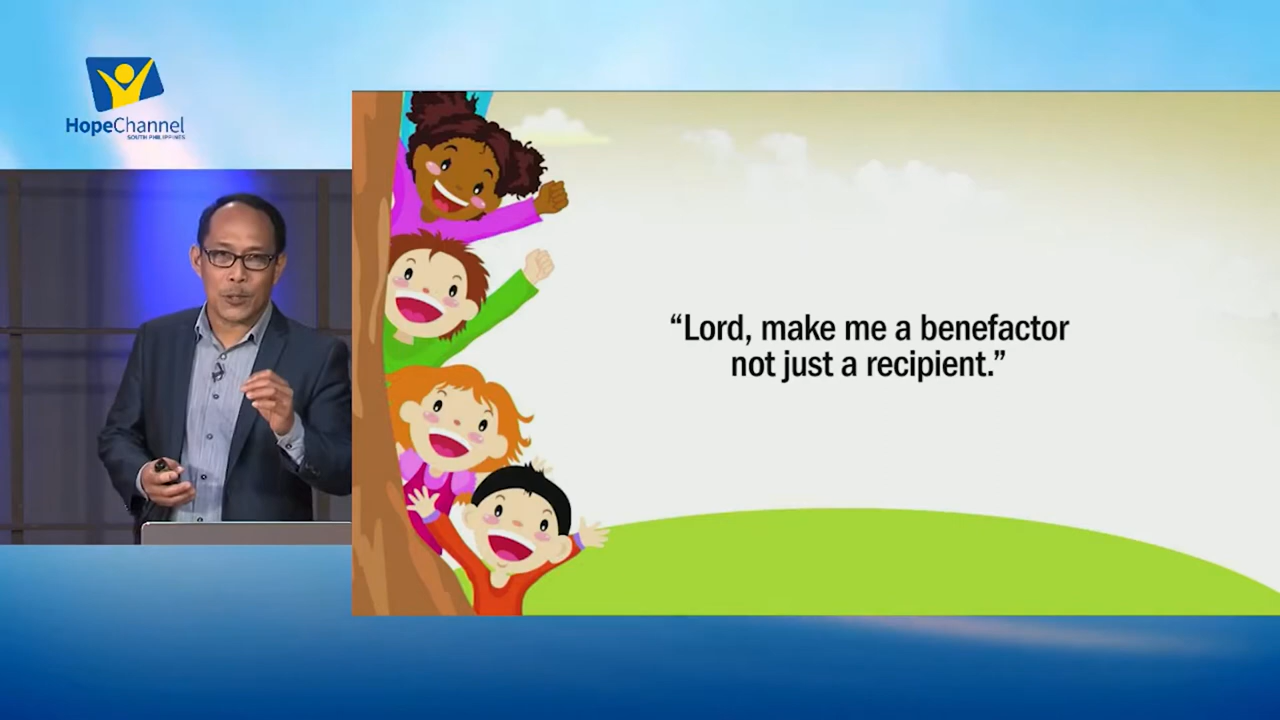 HopeChannel
SOUTH PHILIPPINES
“Lord, make me a benefactor
not just a recipient.”